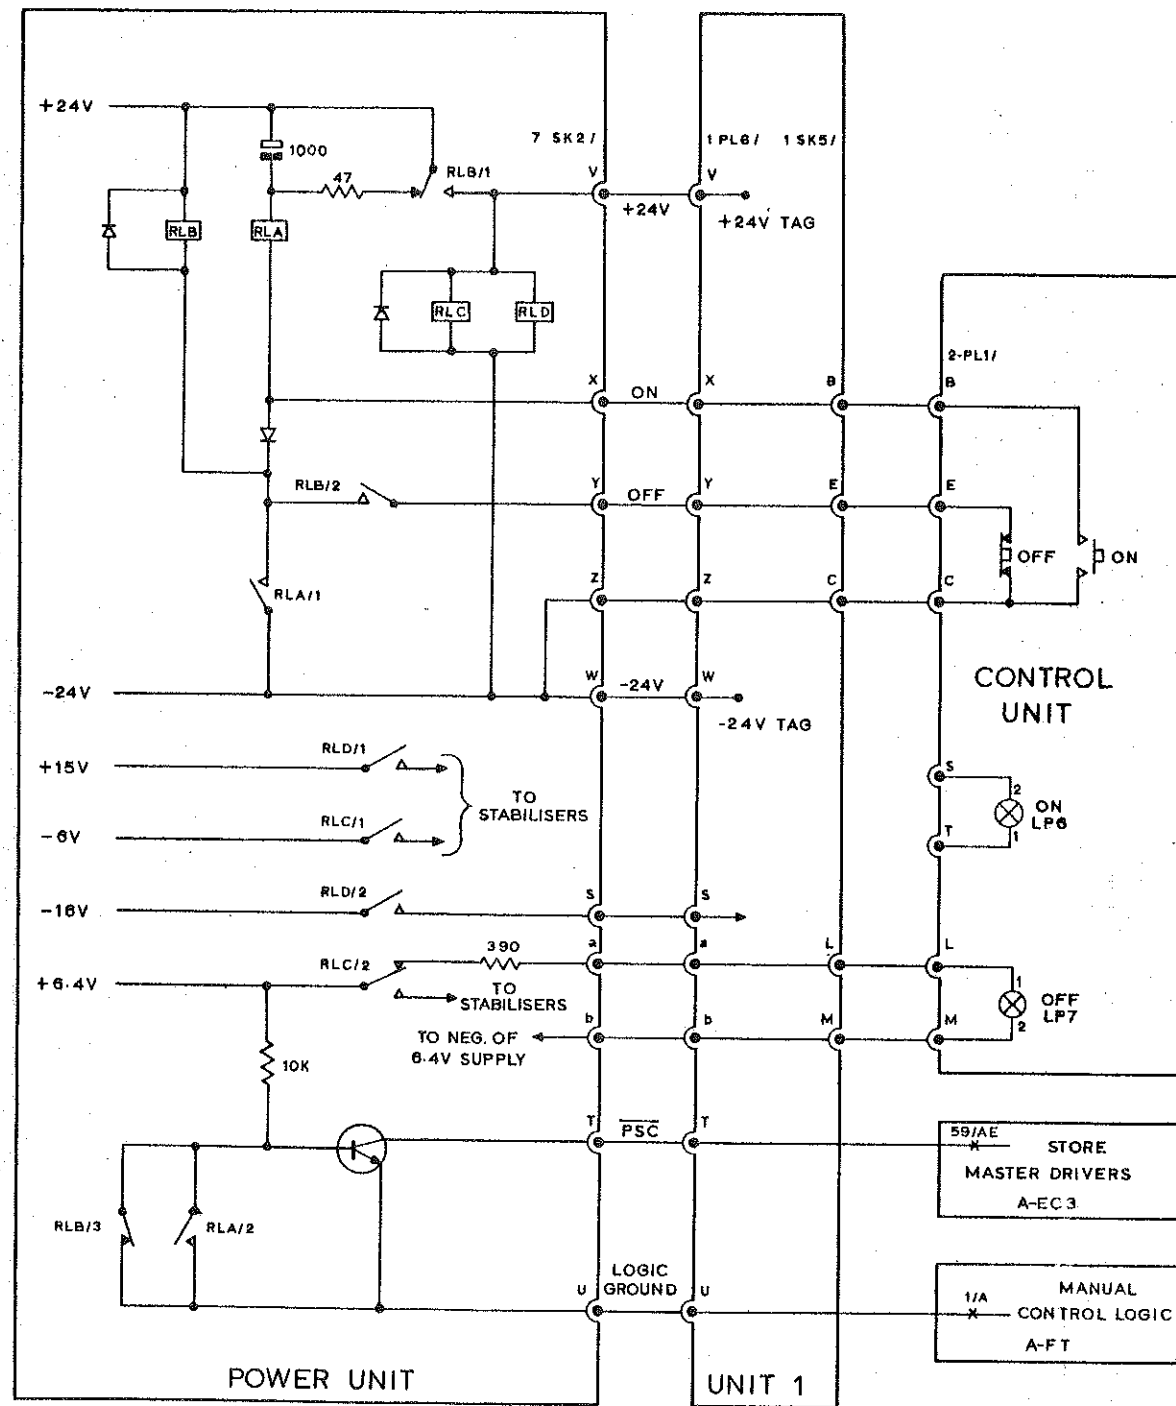 +24V
7 SK2/
1 PL6/
1 SK5/
1000
47
RLB/1
V
V
+24V
+24V TAG
RLB
RLA
RLC
RLD
2-PL1/
X
ON
X
B
B
RLB/2
Y
OFF
Y
E
E
OFF
ON
RLA/1
Z
Z
C
C
-24V
W
-24V
W
-24V TAG
CONTROL
UNIT
RLD/1
+15V
TO
STABILISERS
S
2
ON
LP6
1
T
RLC/1
-6V
RLD/2
-16V
S
S
390
a
a
L
L
RLC/2
+6.4V
TO
STABILISERS
1
OFF
LP7
2
b
b
M
M
TO NEG. OF
6.4V SUPPLY
10K
T
PSC
T
59/AE
STORE
MASTER DRIVERS
A-EC3
RLB/3
RLA/2
LOGIC
GROUND
U
U
1/A
MANUAL
CONTROL LOGIC
A-FT
POWER UNIT
UNIT 1